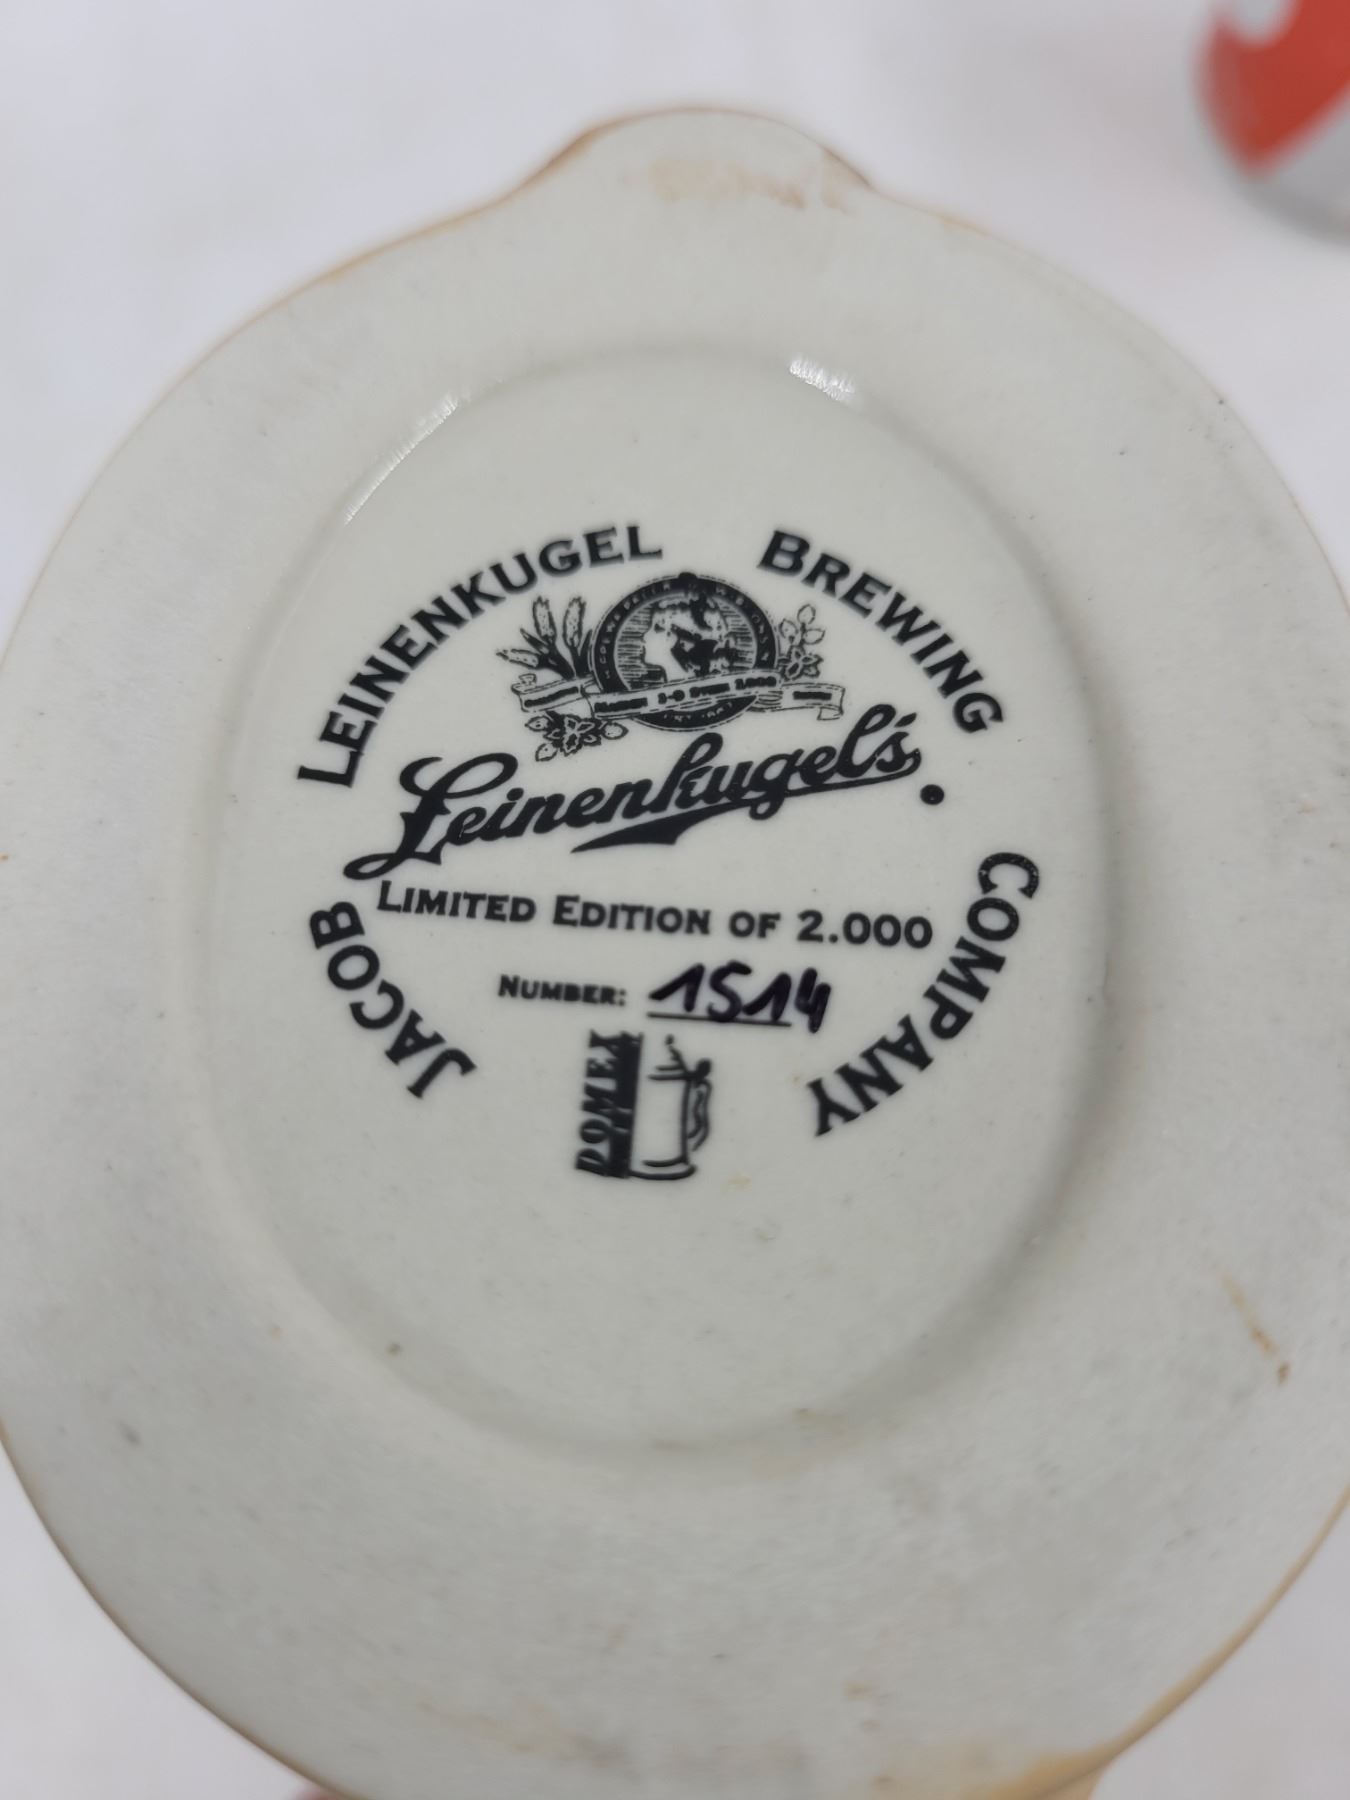 JACOB LEINENKUGEL BREWING COMPANY
Leinenkugel's
LIMITED EDITION OF 2.000
NUMBER: 1514
DOMEX